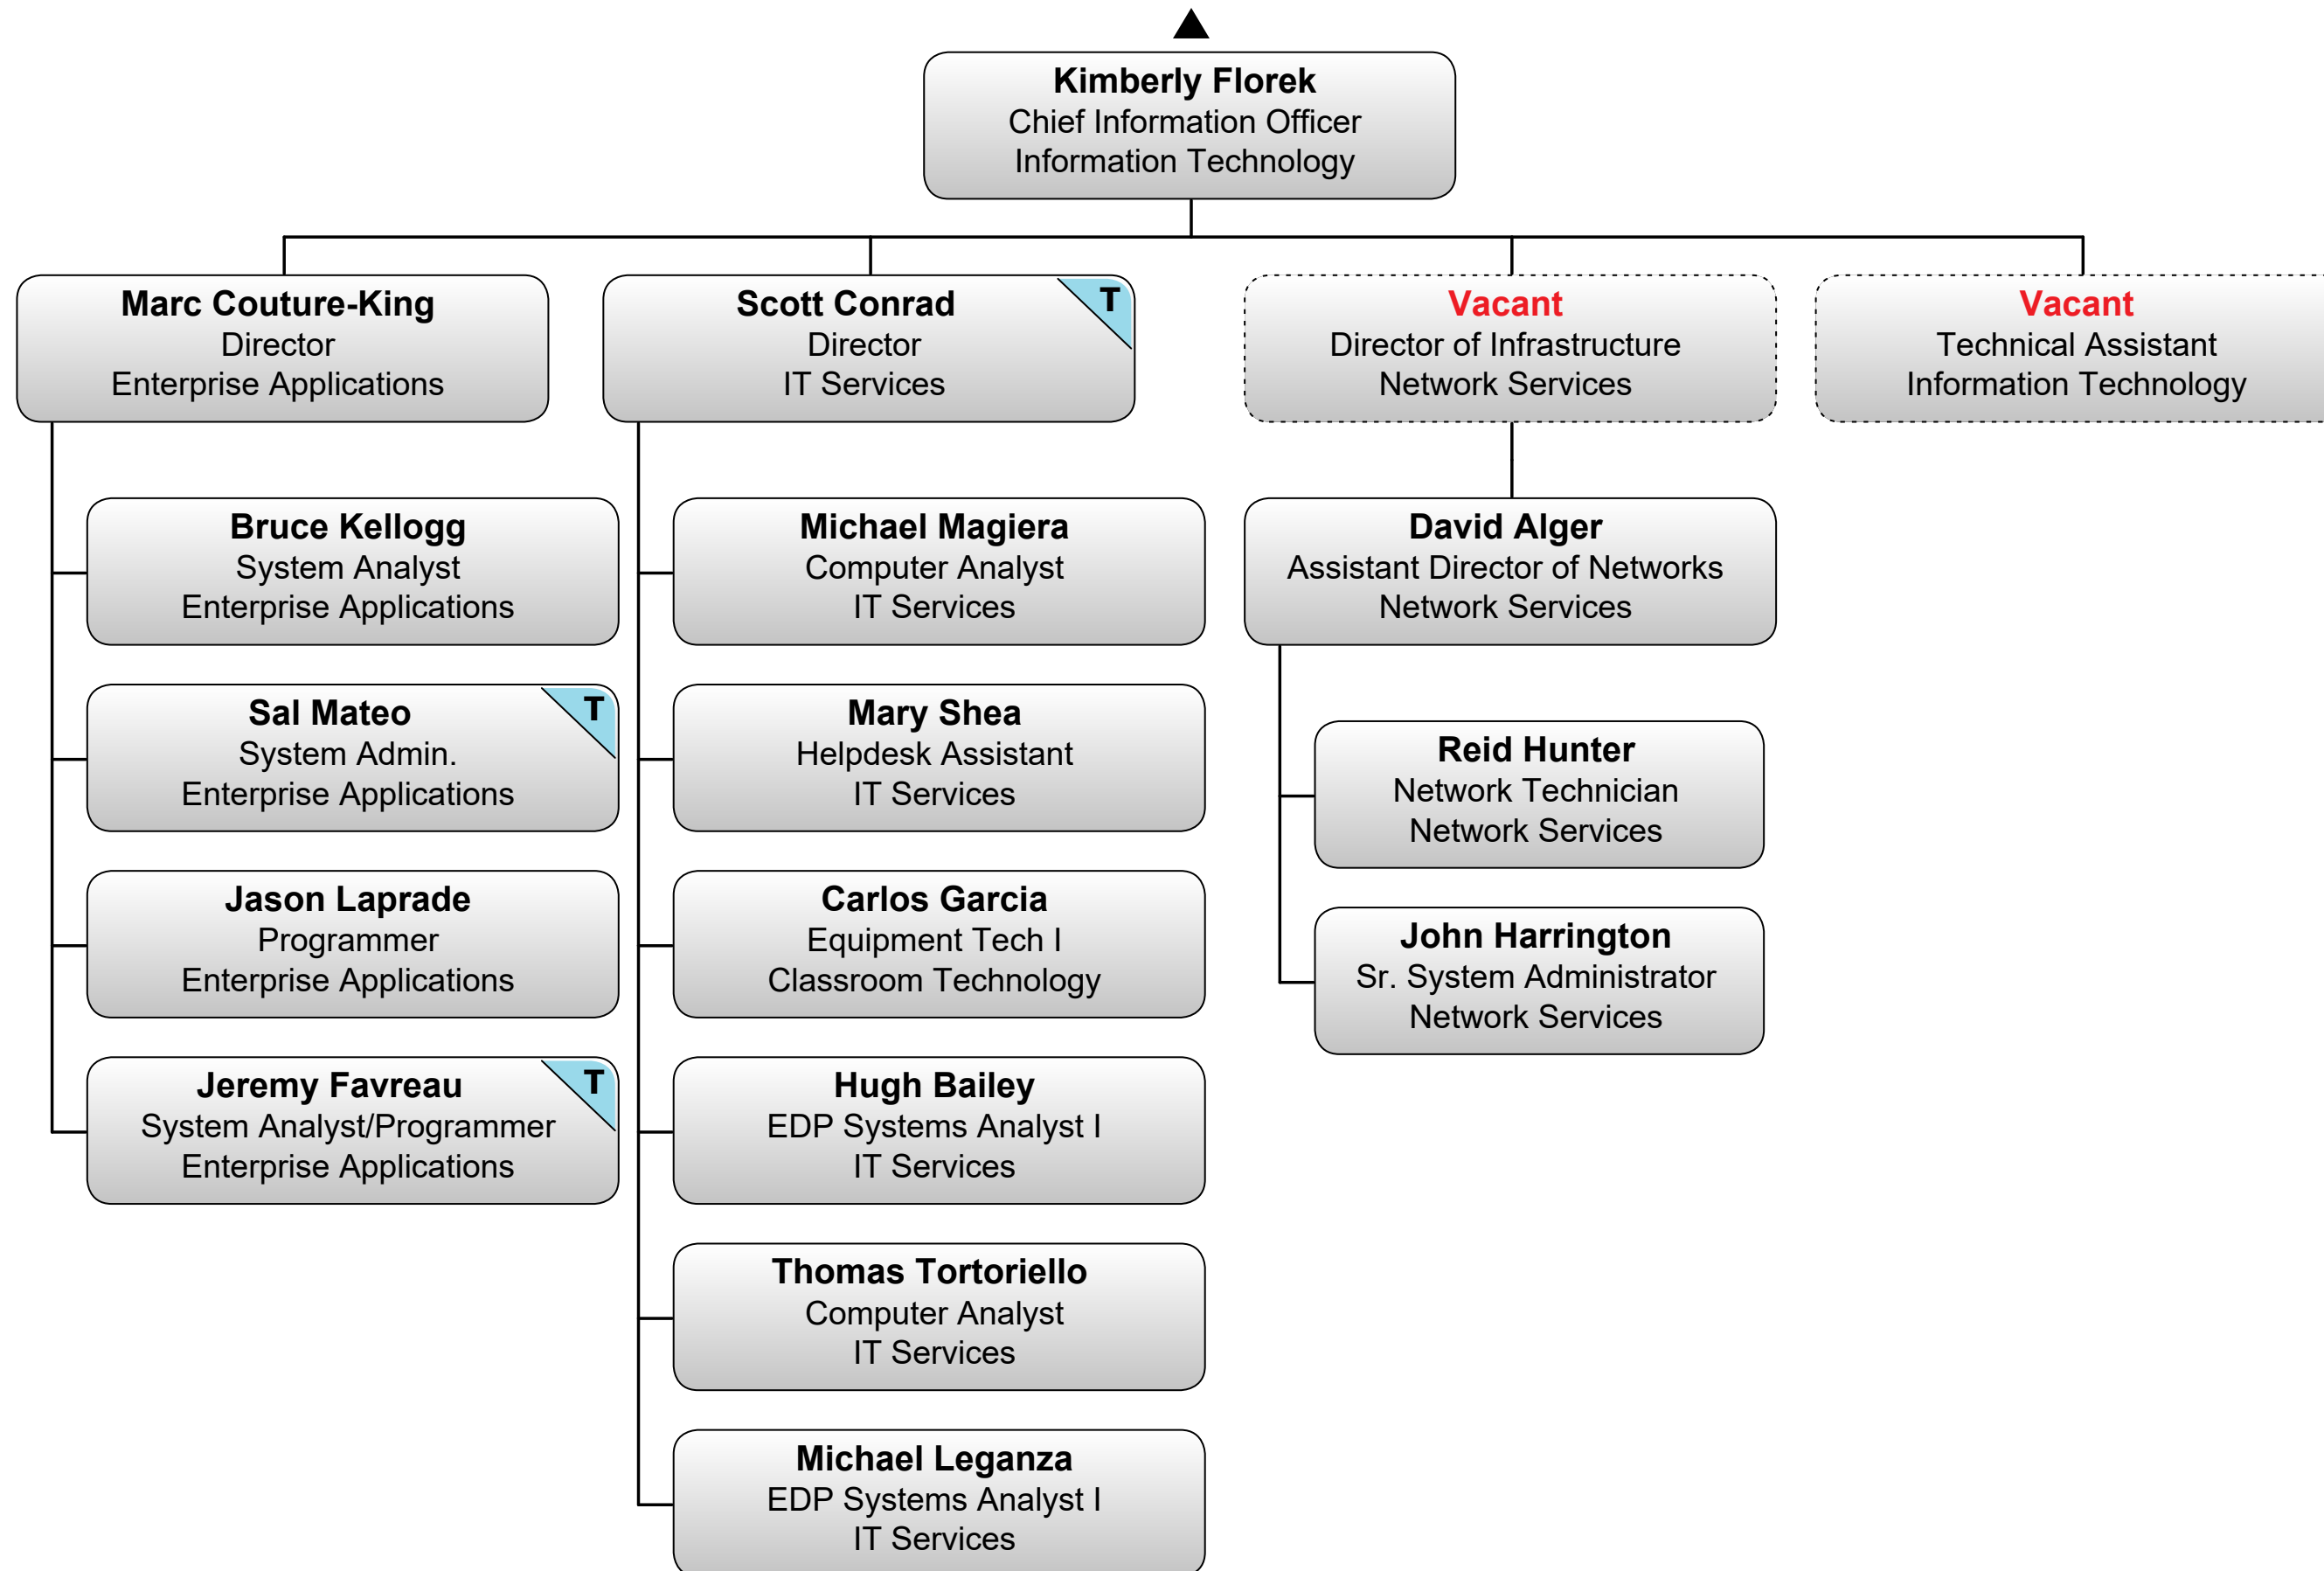 Kimberly Florek
Chief Information Officer
Information Technology
Marc Couture-King
Director
Enterprise Applications
Scott Conrad
Director
IT Services
T
Vacant
Director of Infrastructure
Network Services
Vacant
Technical Assistant
Information Technology
Bruce Kellogg
System Analyst
Enterprise Applications
Sal Mateo
System Admin.
Enterprise Applications
T
Jason Laprade
Programmer
Enterprise Applications
Jeremy Favreau
System Analyst/Programmer
Enterprise Applications
T
Michael Magiera
Computer Analyst
IT Services
Mary Shea
Helpdesk Assistant
IT Services
Carlos Garcia
Equipment Tech I
Classroom Technology
Hugh Bailey
EDP Systems Analyst I
IT Services
Thomas Tortoriello
Computer Analyst
IT Services
Michael Leganza
EDP Systems Analyst I
IT Services
David Alger
Assistant Director of Networks
Network Services
Reid Hunter
Network Technician
Network Services
John Harrington
Sr. System Administrator
Network Services